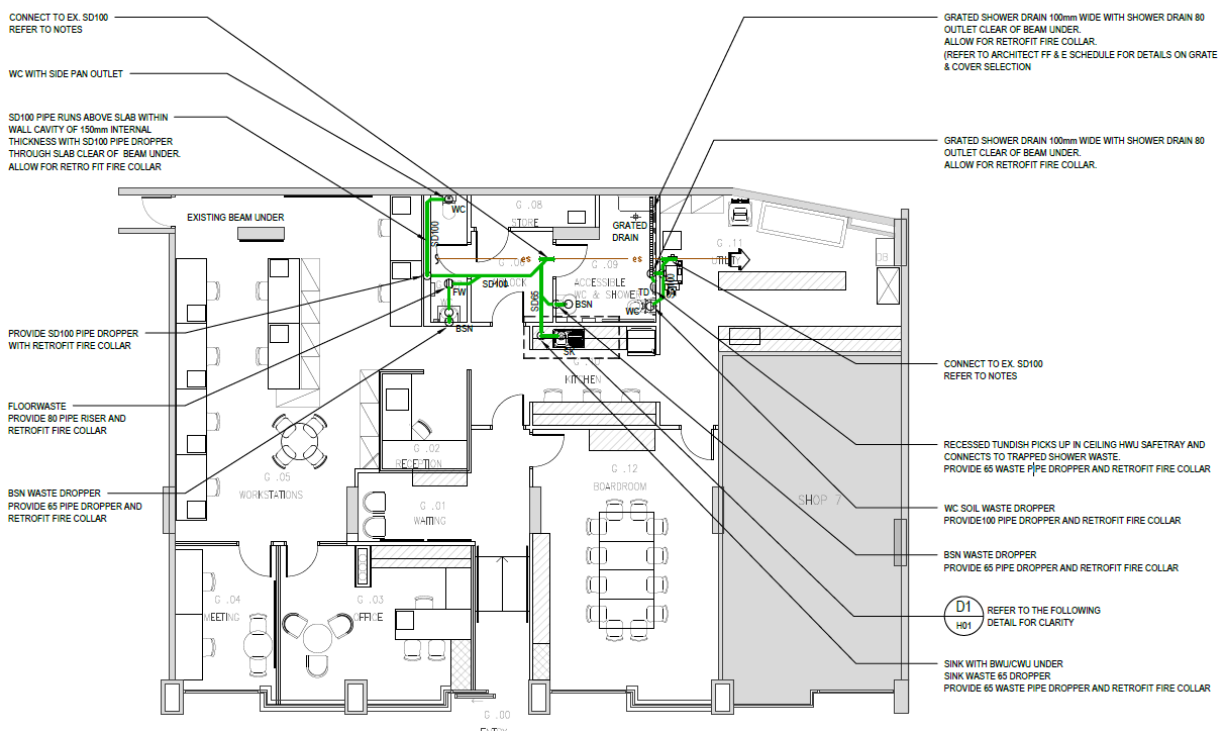 CONNECT TO EX. SD100
REFER TO NOTES
WC WITH SIDE PAN OUTLET
SD100 PIPE RUNS ABOVE SLAB WITHIN
WALL CAVITY OF 150mm INTERNAL
THICKNESS WITH SD100 PIPE DROPPER
THROUGH SLAB CLEAR OF BEAM UNDER.
ALLOW FOR RETRO FIT FIRE COLLAR
PROVIDE SD100 PIPE DROPPER
WITH RETROFIT FIRE COLLAR
FLOORWASTE
PROVIDE 80 PIPE RISER AND
RETROFIT FIRE COLLAR
BSN WASTE DROPPER
PROVIDE 65 PIPE DROPPER AND
RETROFIT FIRE COLLAR
EXISTING BEAM UNDER
WC
G .08
STORE
SD100
GRATED
DRAIN
es
es
G .11
UTILITY
DB
G .09
ACCESSIBLE
WC & SHOWER
SD100
FW
SD65
BSN
TD
WC
BSN
SK
KITCHEN
G .02
RECEPTION
G .05
WORKSTATIONS
G .01
WAITING
G .12
BOARDROOM
SHOP 7
G .04
MEETING
G .03
OFFICE
G .00
ENTRY
GRATED SHOWER DRAIN 100mm WIDE WITH SHOWER DRAIN 80
OUTLET CLEAR OF BEAM UNDER.
ALLOW FOR RETROFIT FIRE COLLAR.
(REFER TO ARCHITECT FF & E SCHEDULE FOR DETAILS ON GRATE
& COVER SELECTION
GRATED SHOWER DRAIN 100mm WIDE WITH SHOWER DRAIN 80
OUTLET CLEAR OF BEAM UNDER.
ALLOW FOR RETROFIT FIRE COLLAR.
CONNECT TO EX. SD100
REFER TO NOTES
RECESSED TUNDISH PICKS UP IN CEILING HWU SAFETRAY AND
CONNECTS TO TRAPPED SHOWER WASTE.
PROVIDE 65 WASTE PIPE DROPPER AND RETROFIT FIRE COLLAR
WC SOIL WASTE DROPPER
PROVIDE100 PIPE DROPPER AND RETROFIT FIRE COLLAR
BSN WASTE DROPPER
PROVIDE 65 PIPE DROPPER AND RETROFIT FIRE COLLAR
D1
H01
REFER TO THE FOLLOWING
DETAIL FOR CLARITY
SINK WITH BWU/CWU UNDER
SINK WASTE 65 DROPPER
PROVIDE 65 WASTE PIPE DROPPER AND RETROFIT FIRE COLLAR